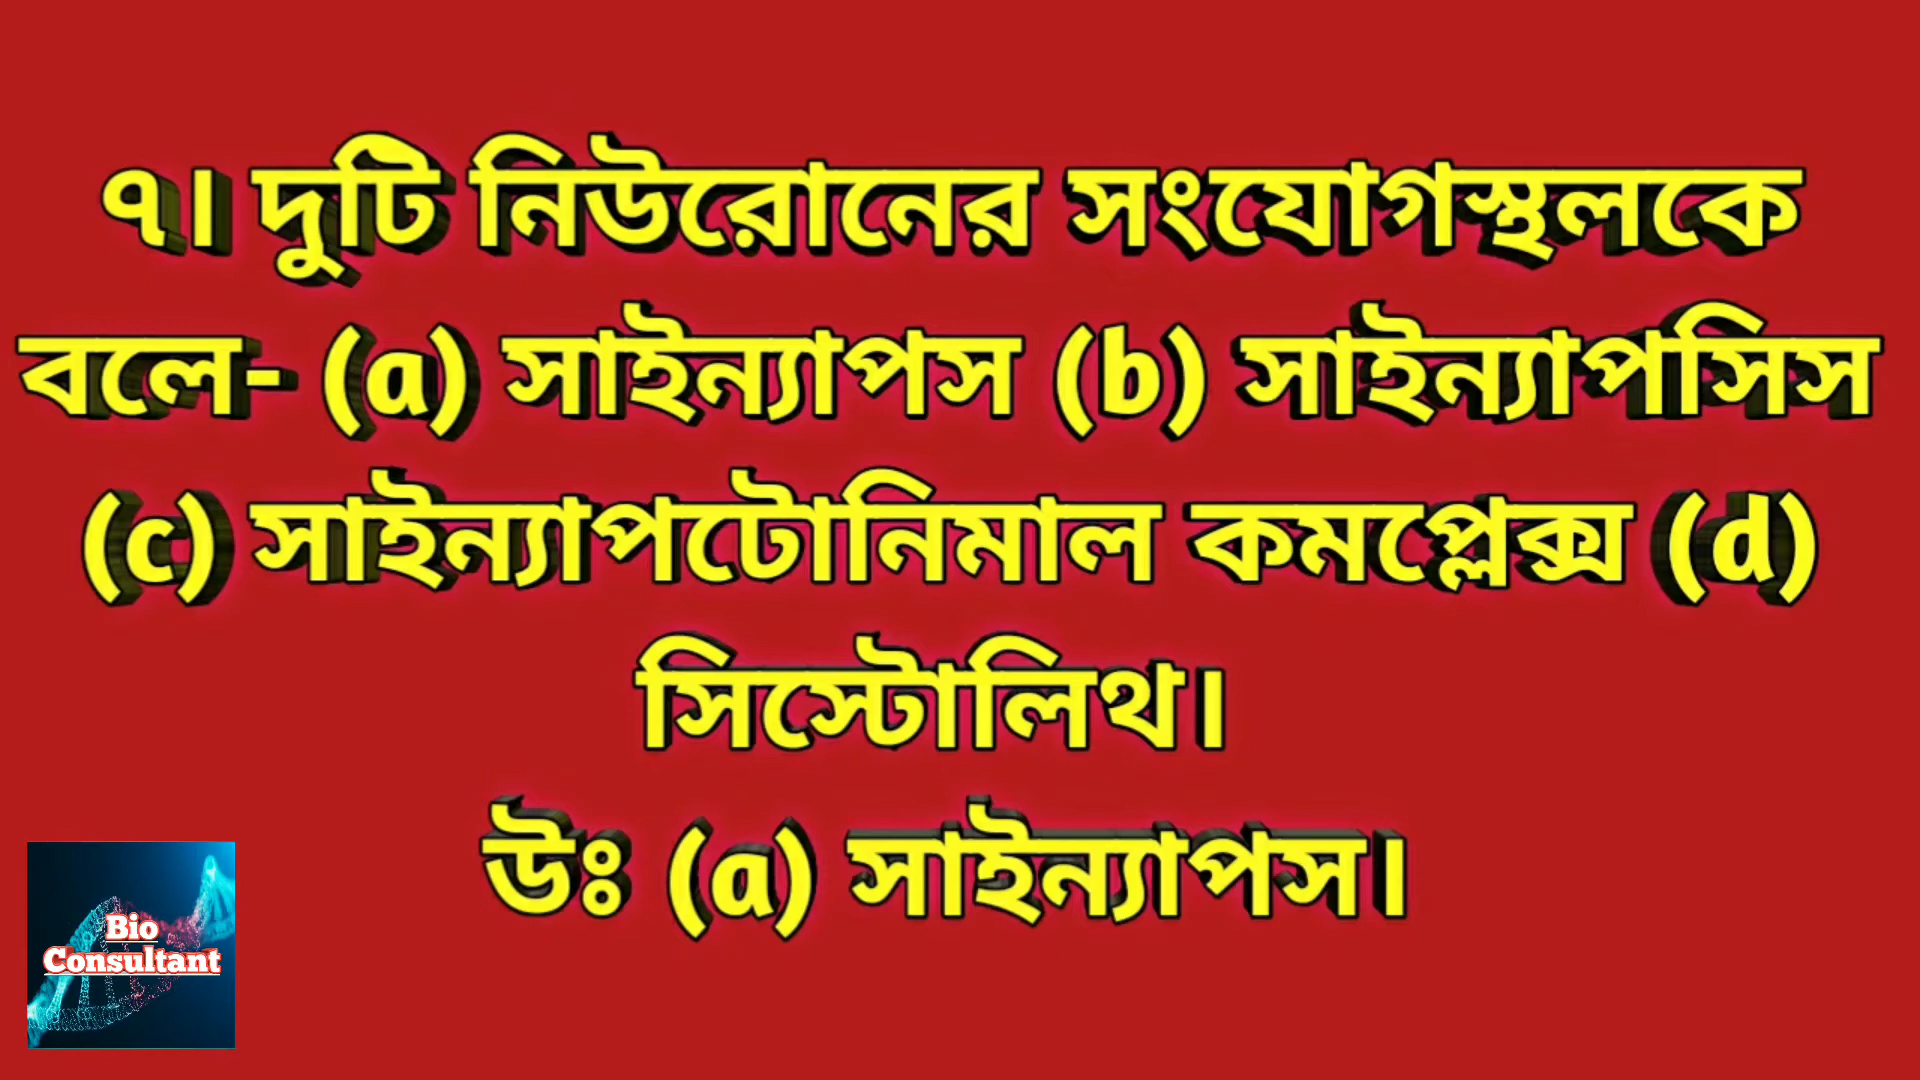 ৭। দুটি নিউরোনের সংযোগস্থলকে
বলে- (a) সাইন্যাপস (b) সাইন্যাপসিস
(c) সাইন্যাপটোনিমাল কমপ্লেক্স (d)
সিস্টোলিথ।
উঃ (a) সাইন্যাপস।
Bio
Consultant